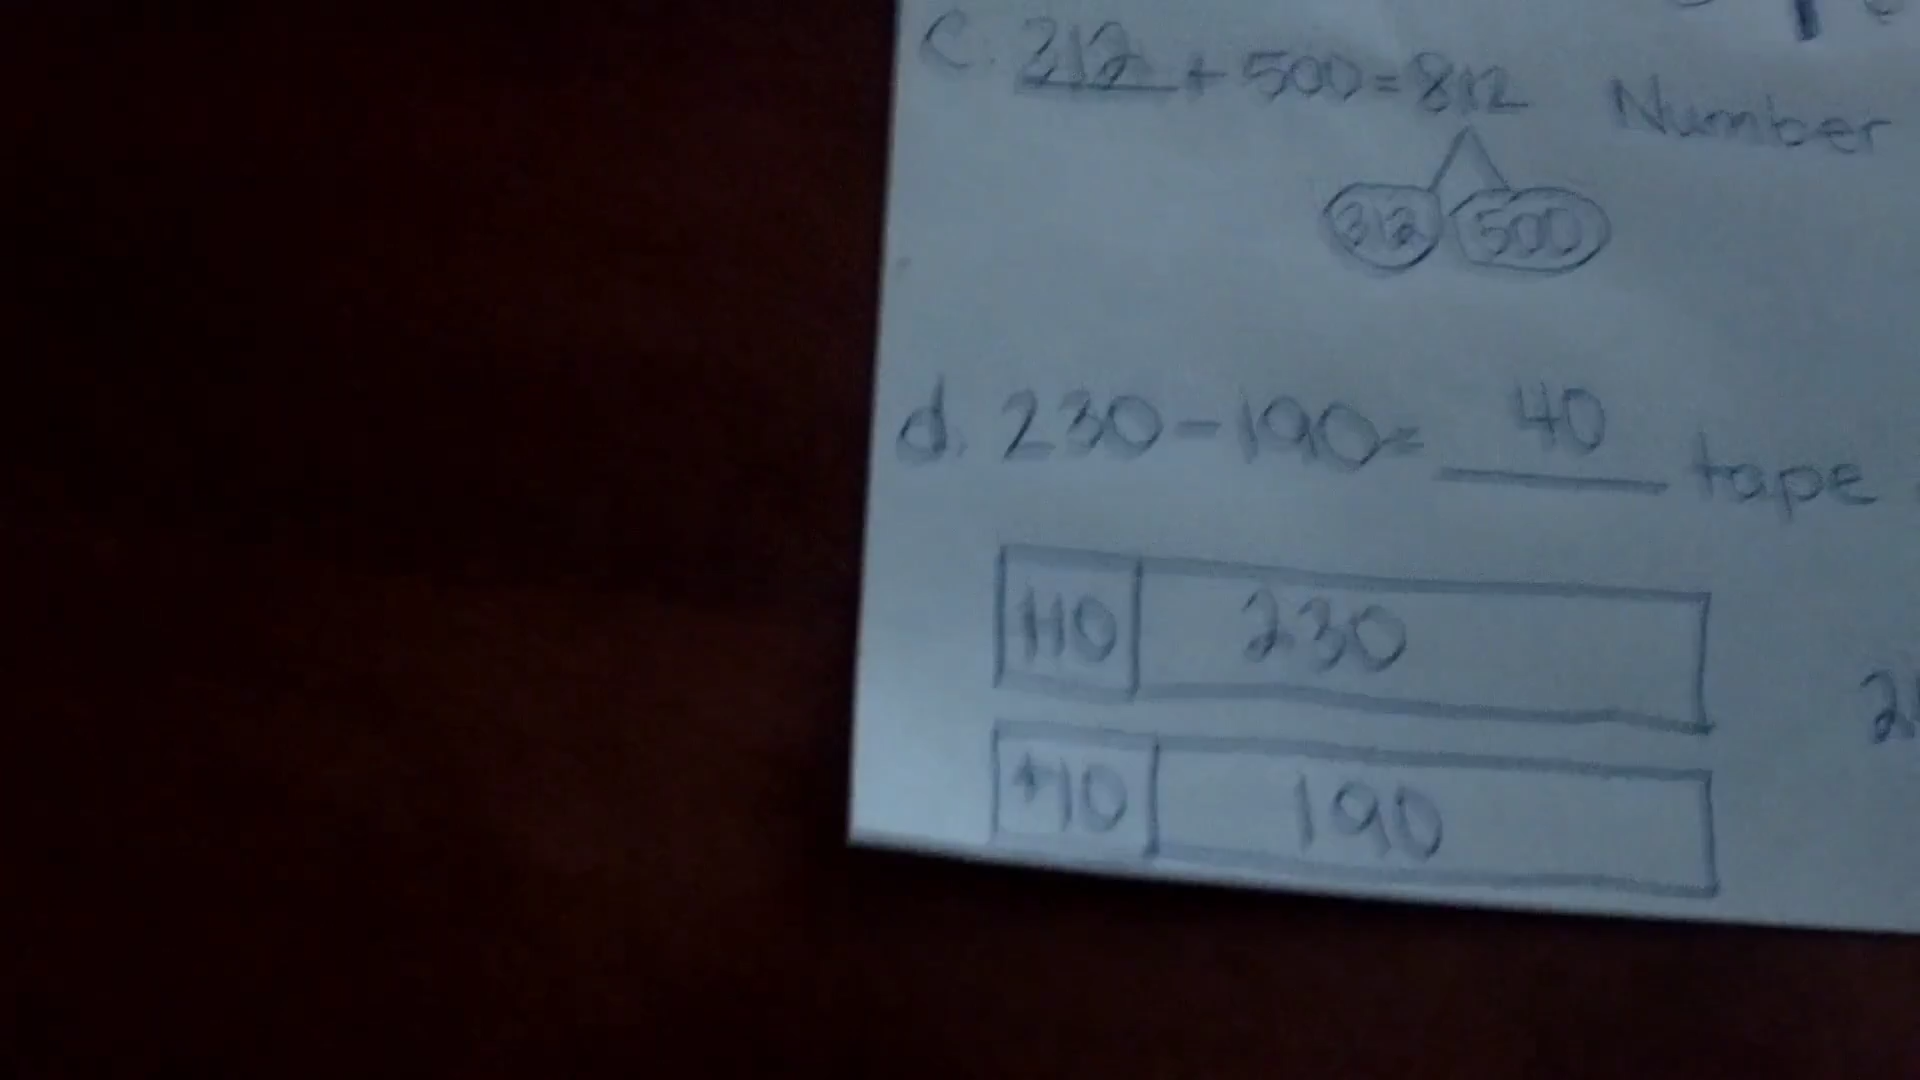 C. 312 + 500 = 812 Number
312 500
d. 230 - 190 = 40 tape
+10 230
+10 190